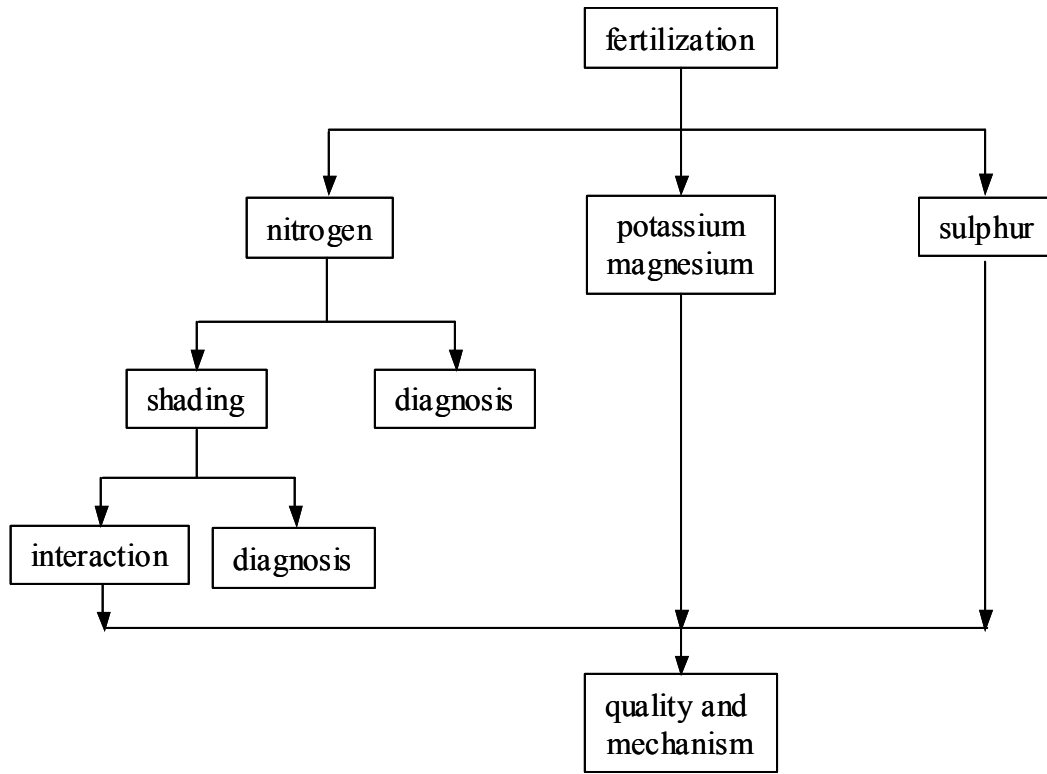 fertilization
nitrogen
potassium
magnesium
sulphur
shading
diagnosis
interaction
diagnosis
quality and
mechanism